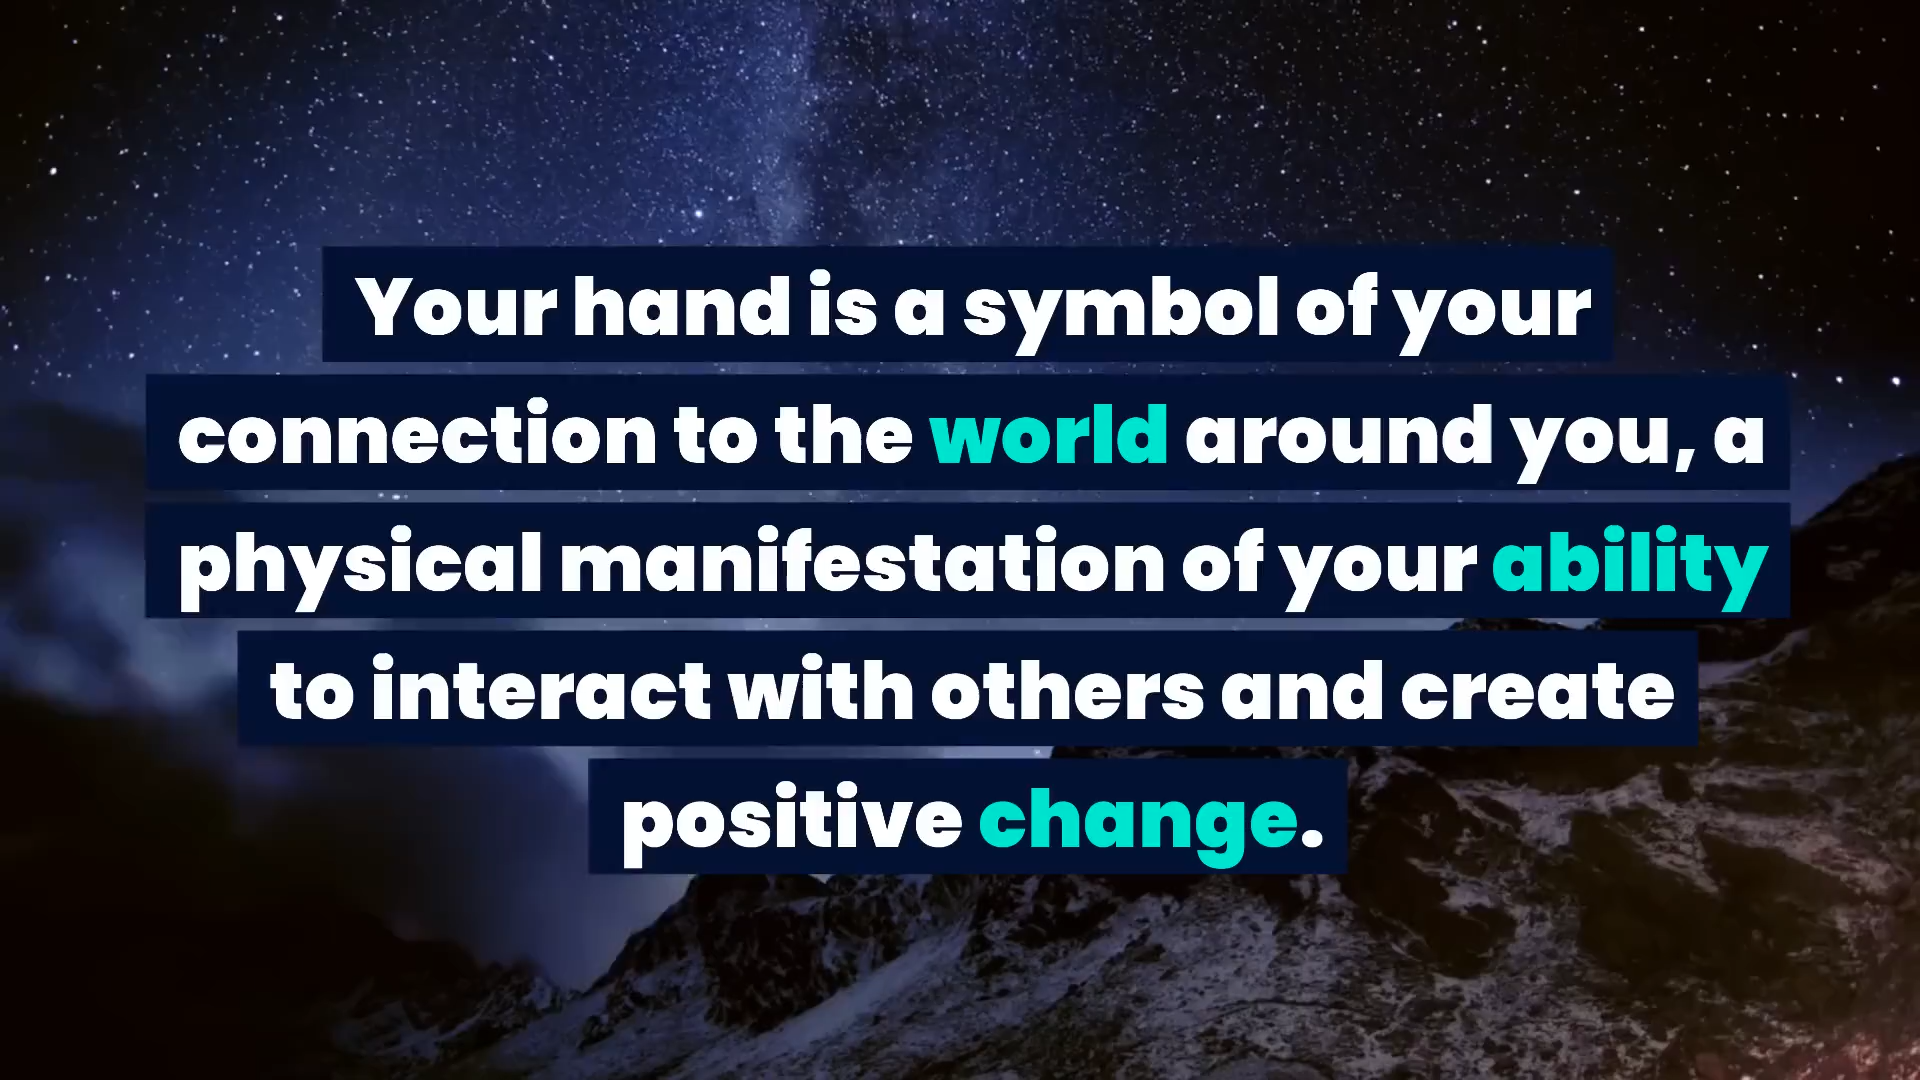 Your hand is a symbol of your
connection to the world around you, a
physical manifestation of your ability
to interact with others and create
positive change.